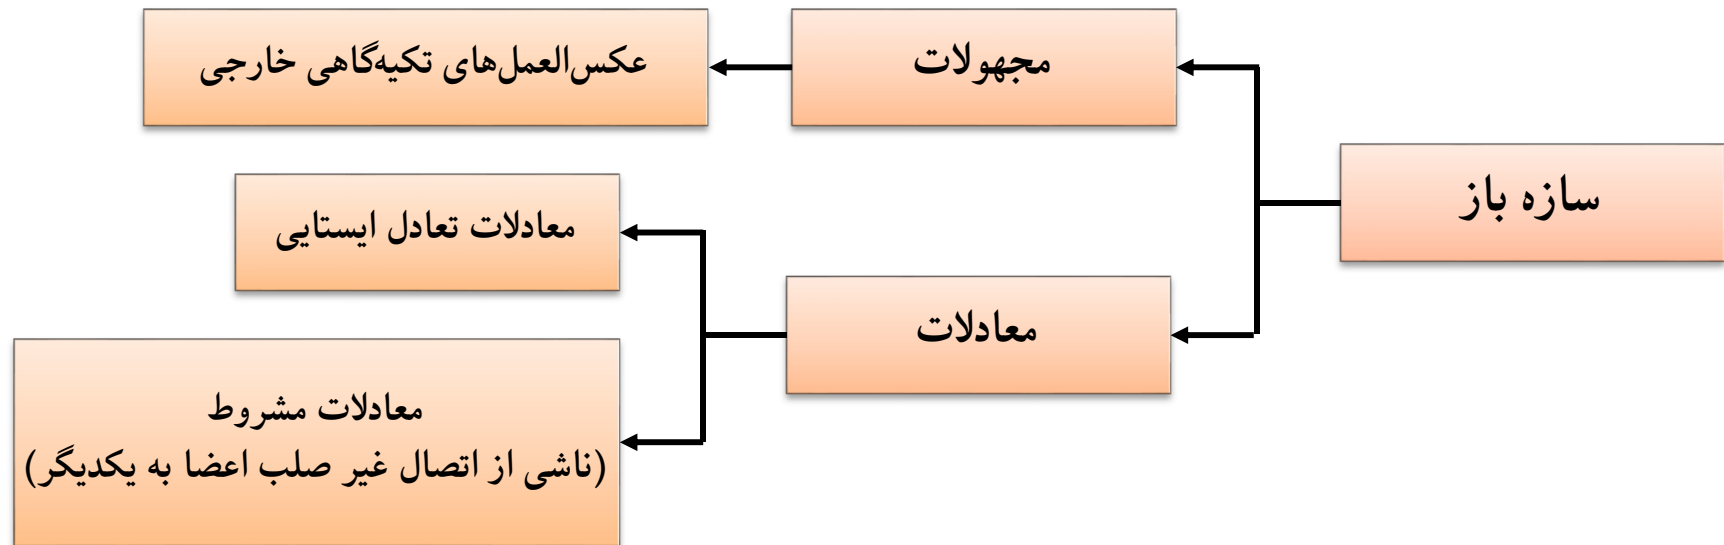 سازه باز
مجهولات
عکس‌العمل‌های تکیه‌گاهی خارجی
معادلات
معادلات تعادل ایستایی
معادلات مشروط
(ناشی از اتصال غیر صلب اعضا به یکدیگر)